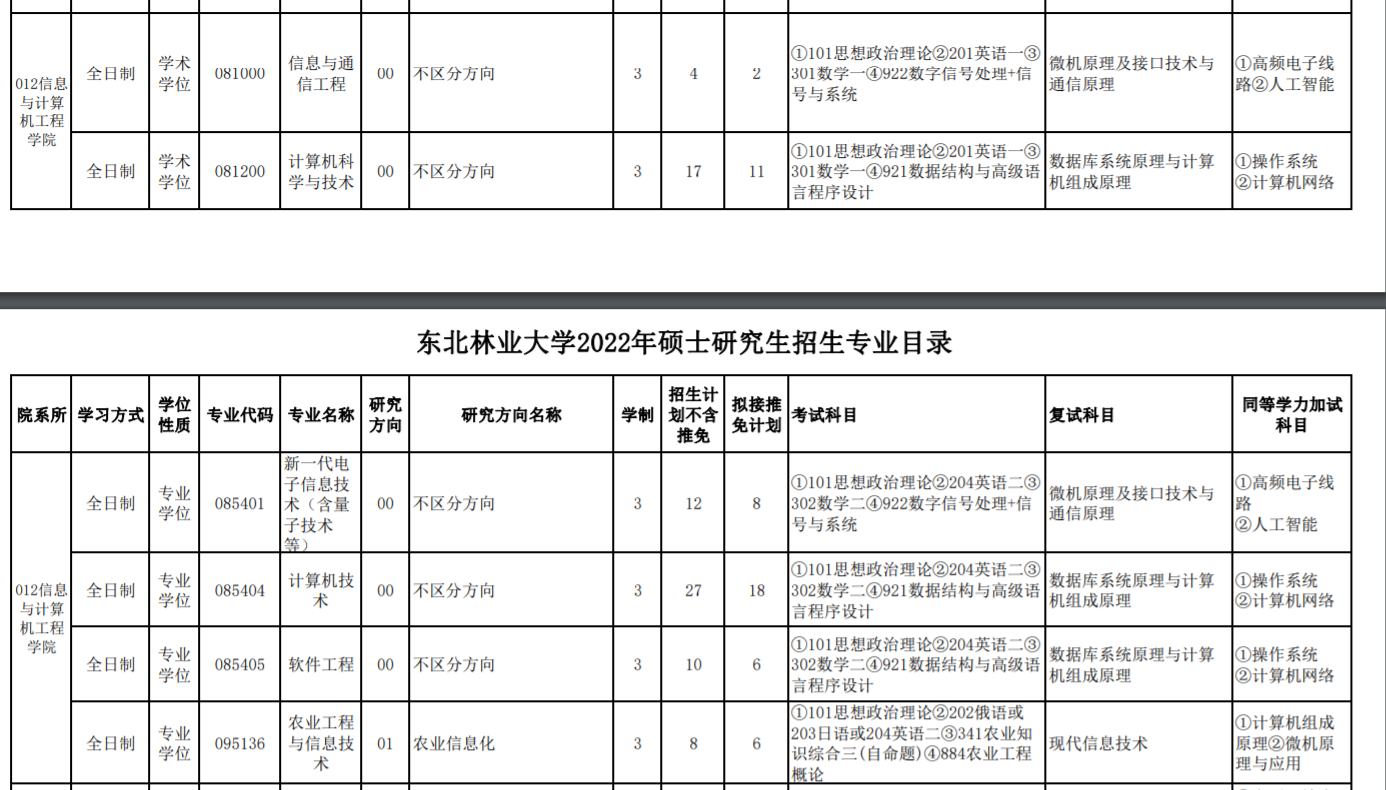 012信息
与计算
机工程
学院
全日制
学术
学位
081000
信息与通
信工程
00
不区分方向
3
4
2
①101思想政治理论②201英语一③
301数学一④922数字信号处理+信
号与系统
微机原理及接口技术与
通信原理
①高频电子线
路②人工智能
全日制
学术
学位
081200
计算机科
学与技术
00
不区分方向
3
17
11
①101思想政治理论②201英语一③
301数学一④921数据结构与高级语
言程序设计
数据库系统原理与计算
机组成原理
①操作系统
②计算机网络
东北林业大学2022年硕士研究生招生专业目录
院系所
学习方式
学位
性质
专业代码
专业名称
研究
方向
研究方向名称
学制
招生计
划不含
推免
拟接推
免计划
考试科目
复试科目
同等学力加试
科目
012信息
与计算
机工程
学院
全日制
专业
学位
085401
新一代电
子信息技
术（含量
子技术
等）
00
不区分方向
3
12
8
①101思想政治理论②204英语二③
302数学二④922数字信号处理+信
号与系统
微机原理及接口技术与
通信原理
①高频电子线
路
②人工智能
全日制
专业
学位
085404
计算机技
术
00
不区分方向
3
27
18
①101思想政治理论②204英语二③
302数学二④921数据结构与高级语
言程序设计
数据库系统原理与计算
机组成原理
①操作系统
②计算机网络
全日制
专业
学位
085405
软件工程
00
不区分方向
3
10
6
①101思想政治理论②204英语二③
302数学二④921数据结构与高级语
言程序设计
数据库系统原理与计算
机组成原理
①操作系统
②计算机网络
全日制
专业
学位
095136
农业工程
与信息技
术
01
农业信息化
3
8
6
①101思想政治理论②202俄语或
203日语或204英语二③341农业知
识综合三(自命题)④884农业工程
概论
现代信息技术
①计算机组成
原理②微机原
理与应用